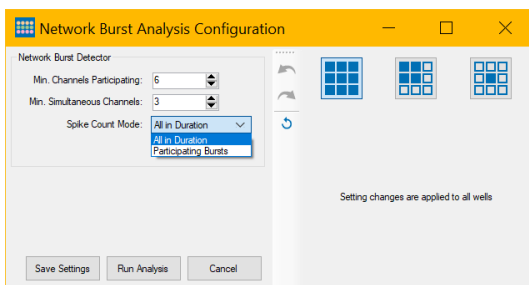 Network Burst Analysis Configuration
Network Burst Detector
Min. Channels Participating: 6
Min. Simultaneous Channels: 3
Spike Count Mode: All in Duration
All in Duration
Participating Bursts
Setting changes are applied to all wells
Save Settings Run Analysis Cancel